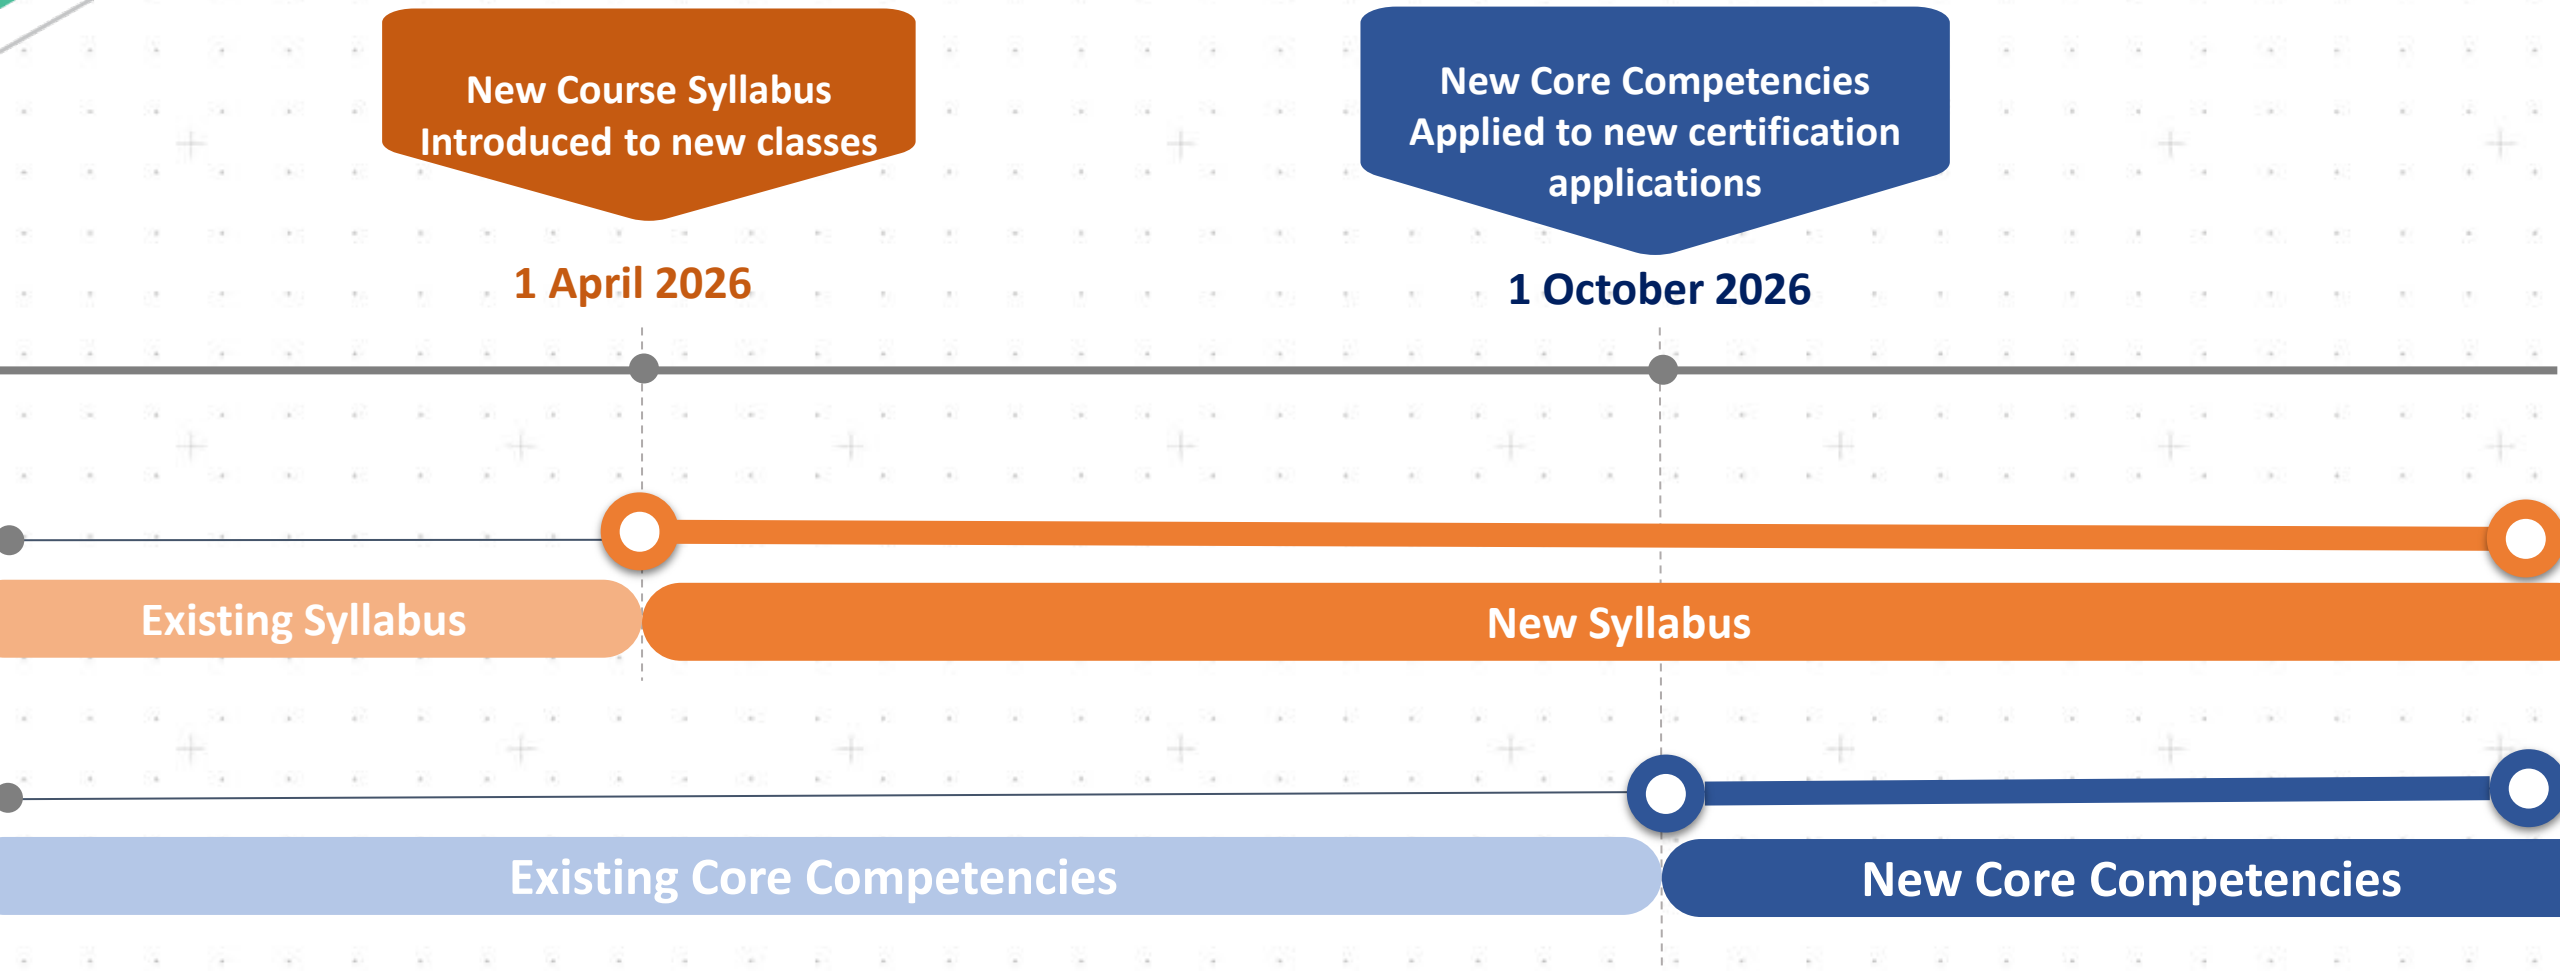 New Course Syllabus
Introduced to new classes
New Core Competencies
Applied to new certification
applications
1 April 2026
1 October 2026
Existing Syllabus
New Syllabus
Existing Core Competencies
New Core Competencies